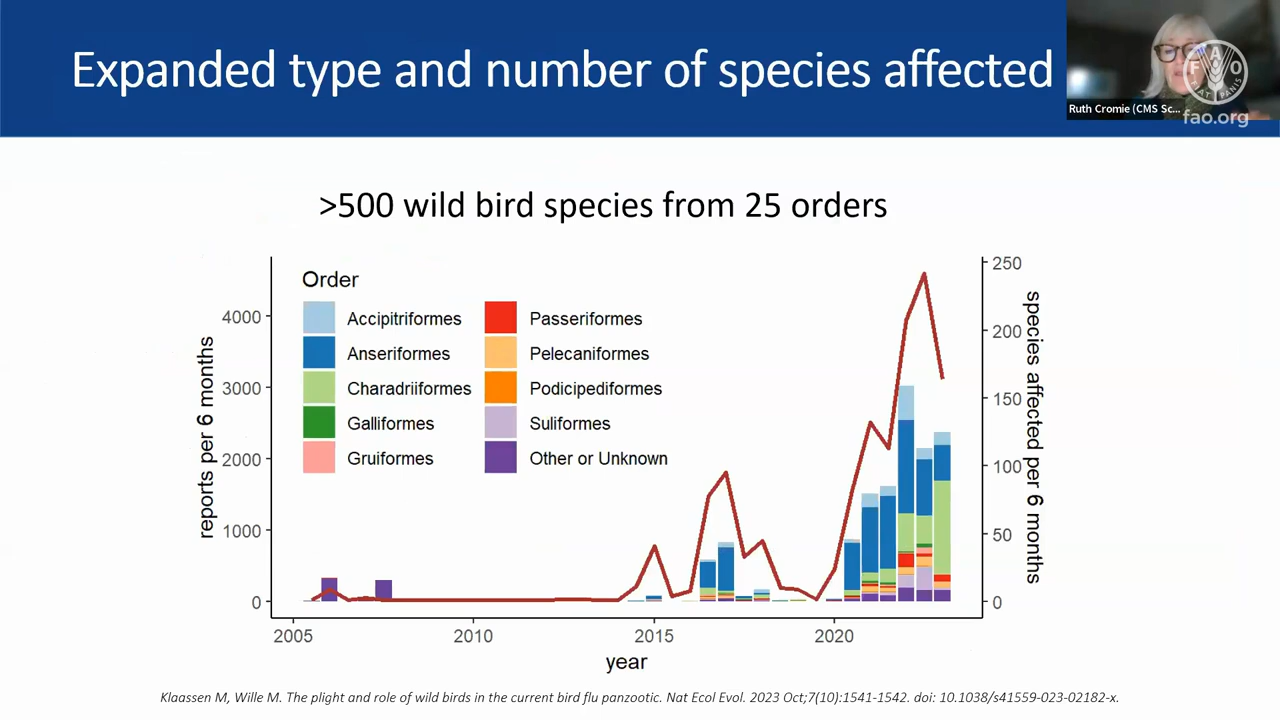 Expanded type and number of species affected
Ruth Cromie (CMS Sc...
F A O
FIAT PANIS
fao.org
>500 wild bird species from 25 orders
Order
Accipitriformes
Anseriformes
Charadriiformes
Galliformes
Gruiformes
Passeriformes
Pelecaniformes
Podicipediformes
Suliformes
Other or Unknown
reports per 6 months
4000
3000
2000
1000
0
species affected per 6 months
250
200
150
100
50
0
2005
2010
2015
2020
year
Klaassen M, Wille M. The plight and role of wild birds in the current bird flu panzootic. Nat Ecol Evol. 2023 Oct;7(10):1541-1542. doi: 10.1038/s41559-023-02182-x.